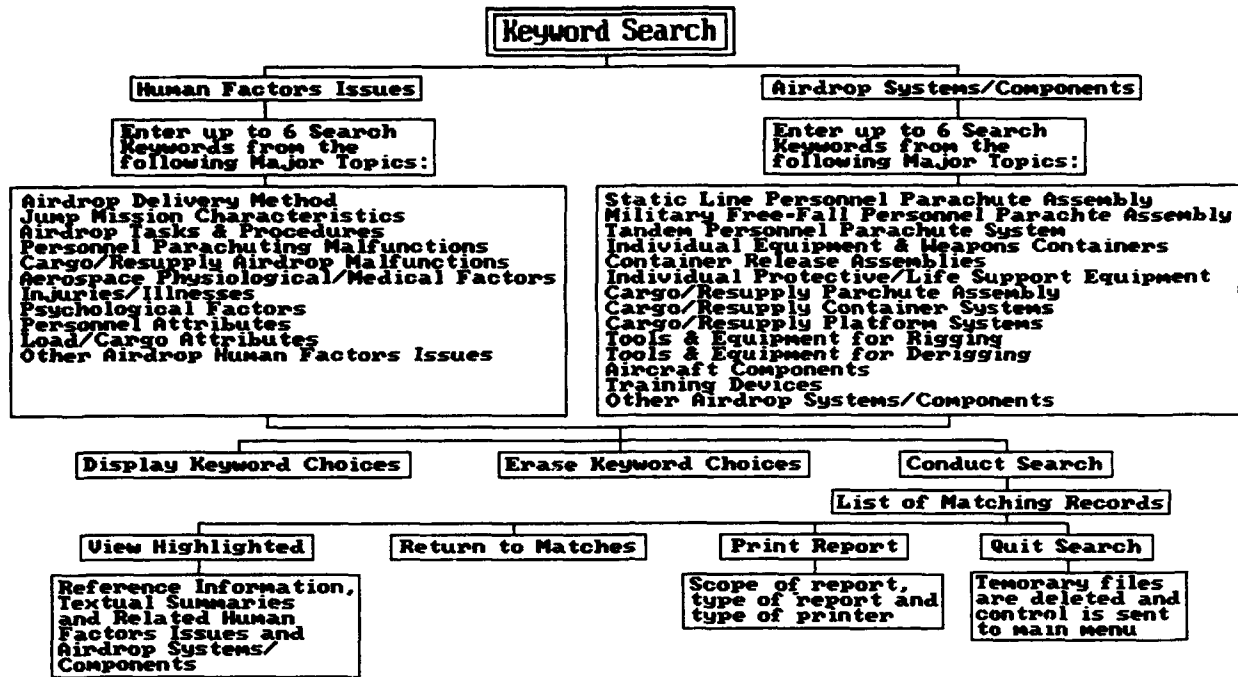 Keyword Search
Human Factors Issues
Airdrop Systems/Components
Enter up to 6 Search
Keywords from the
following Major Topics:
Enter up to 6 Search
Keywords from the
following Major Topics:
Airdrop Delivery Method
Jump Mission Characteristics
Airdrop Tasks & Procedures
Personnel Parachuting Malfunctions
Cargo/Resupply Airdrop Malfunctions
Aerospace Physiological/Medical Factors
Injuries/Illnesses
Psychological Factors
Personnel Attributes
Load/Cargo Attributes
Other Airdrop Human Factors Issues
Static Line Personnel Parachute Assembly
Military Free-Fall Personnel Parachte Assembly
Tandem Personnel Parachute System
Individual Equipment & Weapons Containers
Container Release Assemblies
Individual Protective/Life Support Equipment
Cargo/Resupply Parchute Assembly
Cargo/Resupply Container Systems
Cargo/Resupply Platform Systems
Tools & Equipment for Rigging
Tools & Equipment for Derigging
Aircraft Components
Training Devices
Other Airdrop Systems/Components
Display Keyword Choices
Erase Keyword Choices
Conduct Search
List of Matching Records
View Highlighted
Return to Matches
Print Report
Quit Search
Reference Information,
Textual Summaries
and Related Human
Factors Issues and
Airdrop Systems/
Components
Scope of report,
type of report and
type of printer
Temorary files
are deleted and
control is sent
to main menu